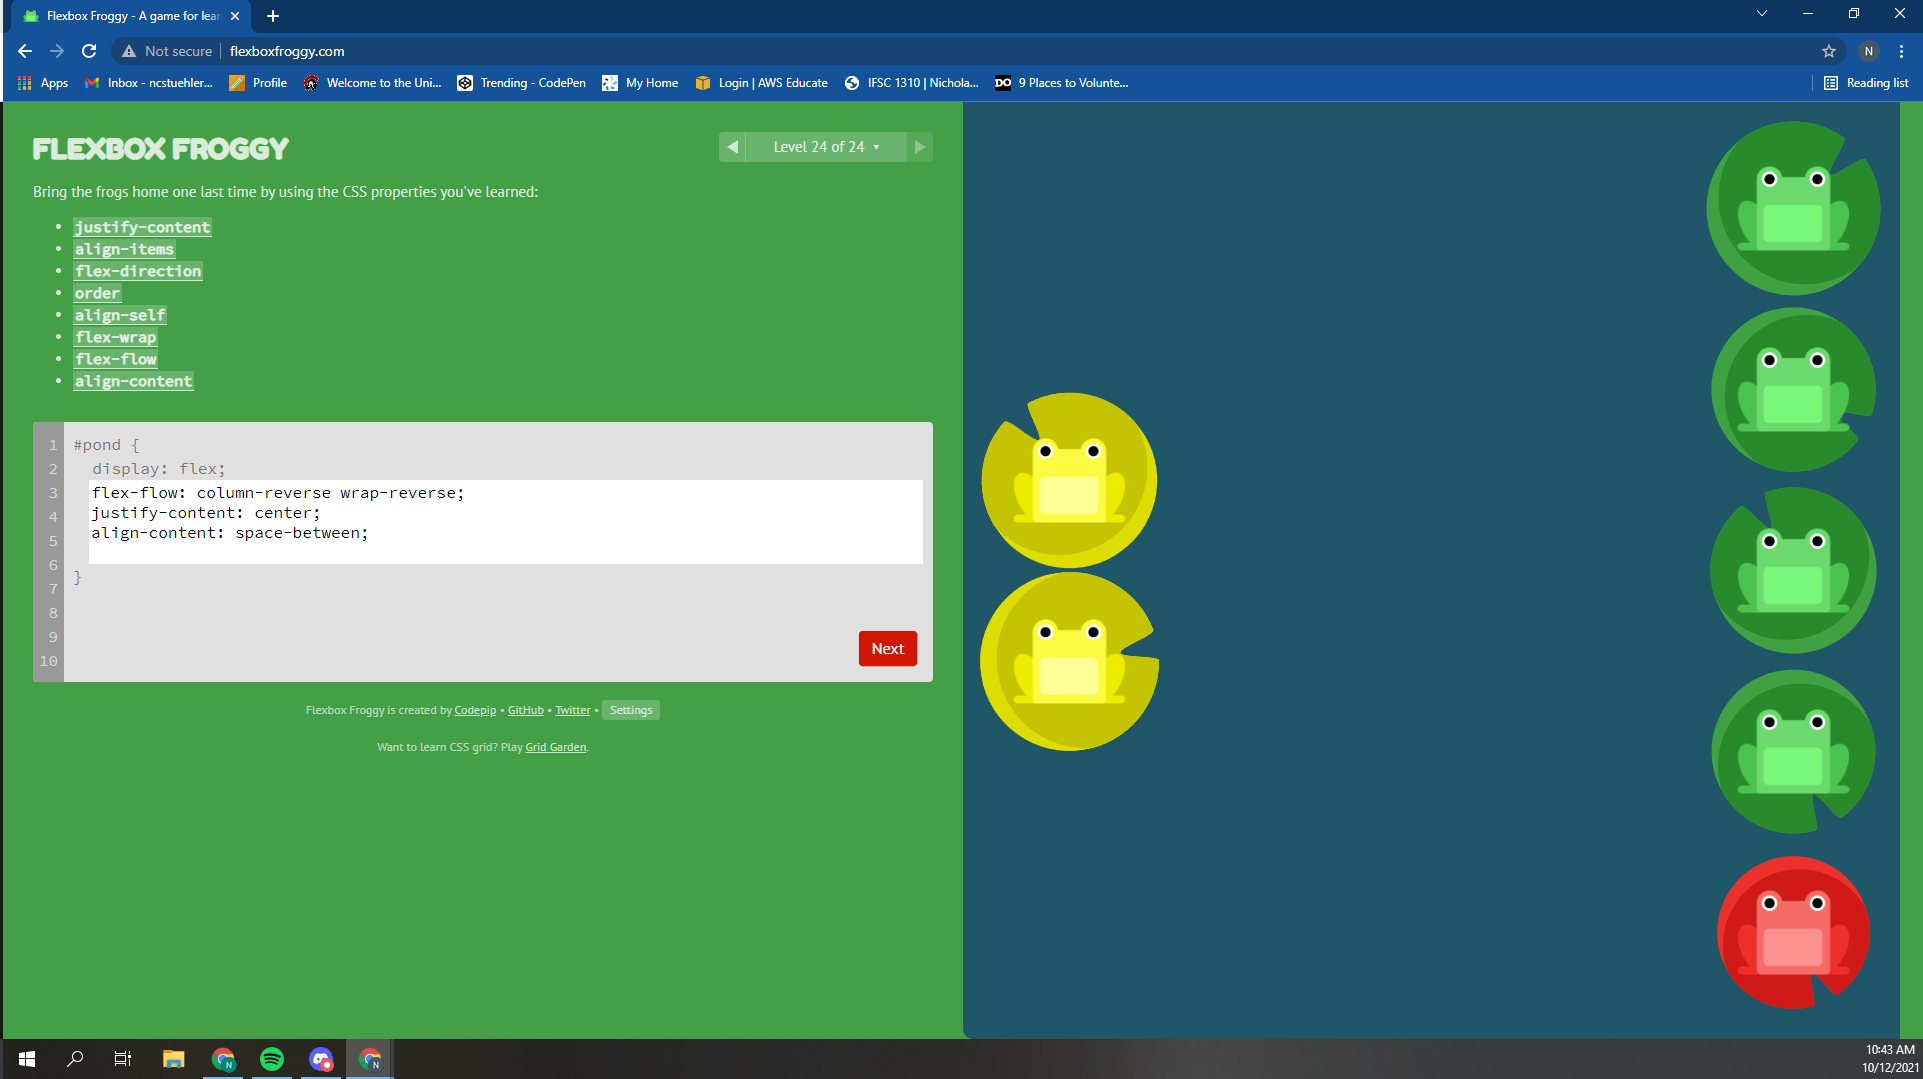 Flexbox Froggy - A game for lear
Not secure
flexboxfroggy.com
N
Apps
Inbox - ncstuehler...
Profile
Welcome to the Uni...
Trending - CodePen
My Home
Login | AWS Educate
IFSC 1310 | Nichola...
DO
9 Places to Volunte...
Reading list
FLEXBOX FROGGY
Level 24 of 24
Bring the frogs home one last time by using the CSS properties you've learned:
• justify-content
• align-items
• flex-direction
• order
• align-self
• flex-wrap
• flex-flow
• align-content
1 #pond {
2 display: flex;
3 flex-flow: column-reverse wrap-reverse;
4 justify-content: center;
5 align-content: space-between;
6
7 }
8
9
10
Next
Flexbox Froggy is created by Codepip • GitHub • Twitter • Settings
Want to learn CSS grid? Play Grid Garden.
N
N
10:43 AM
10/12/2021